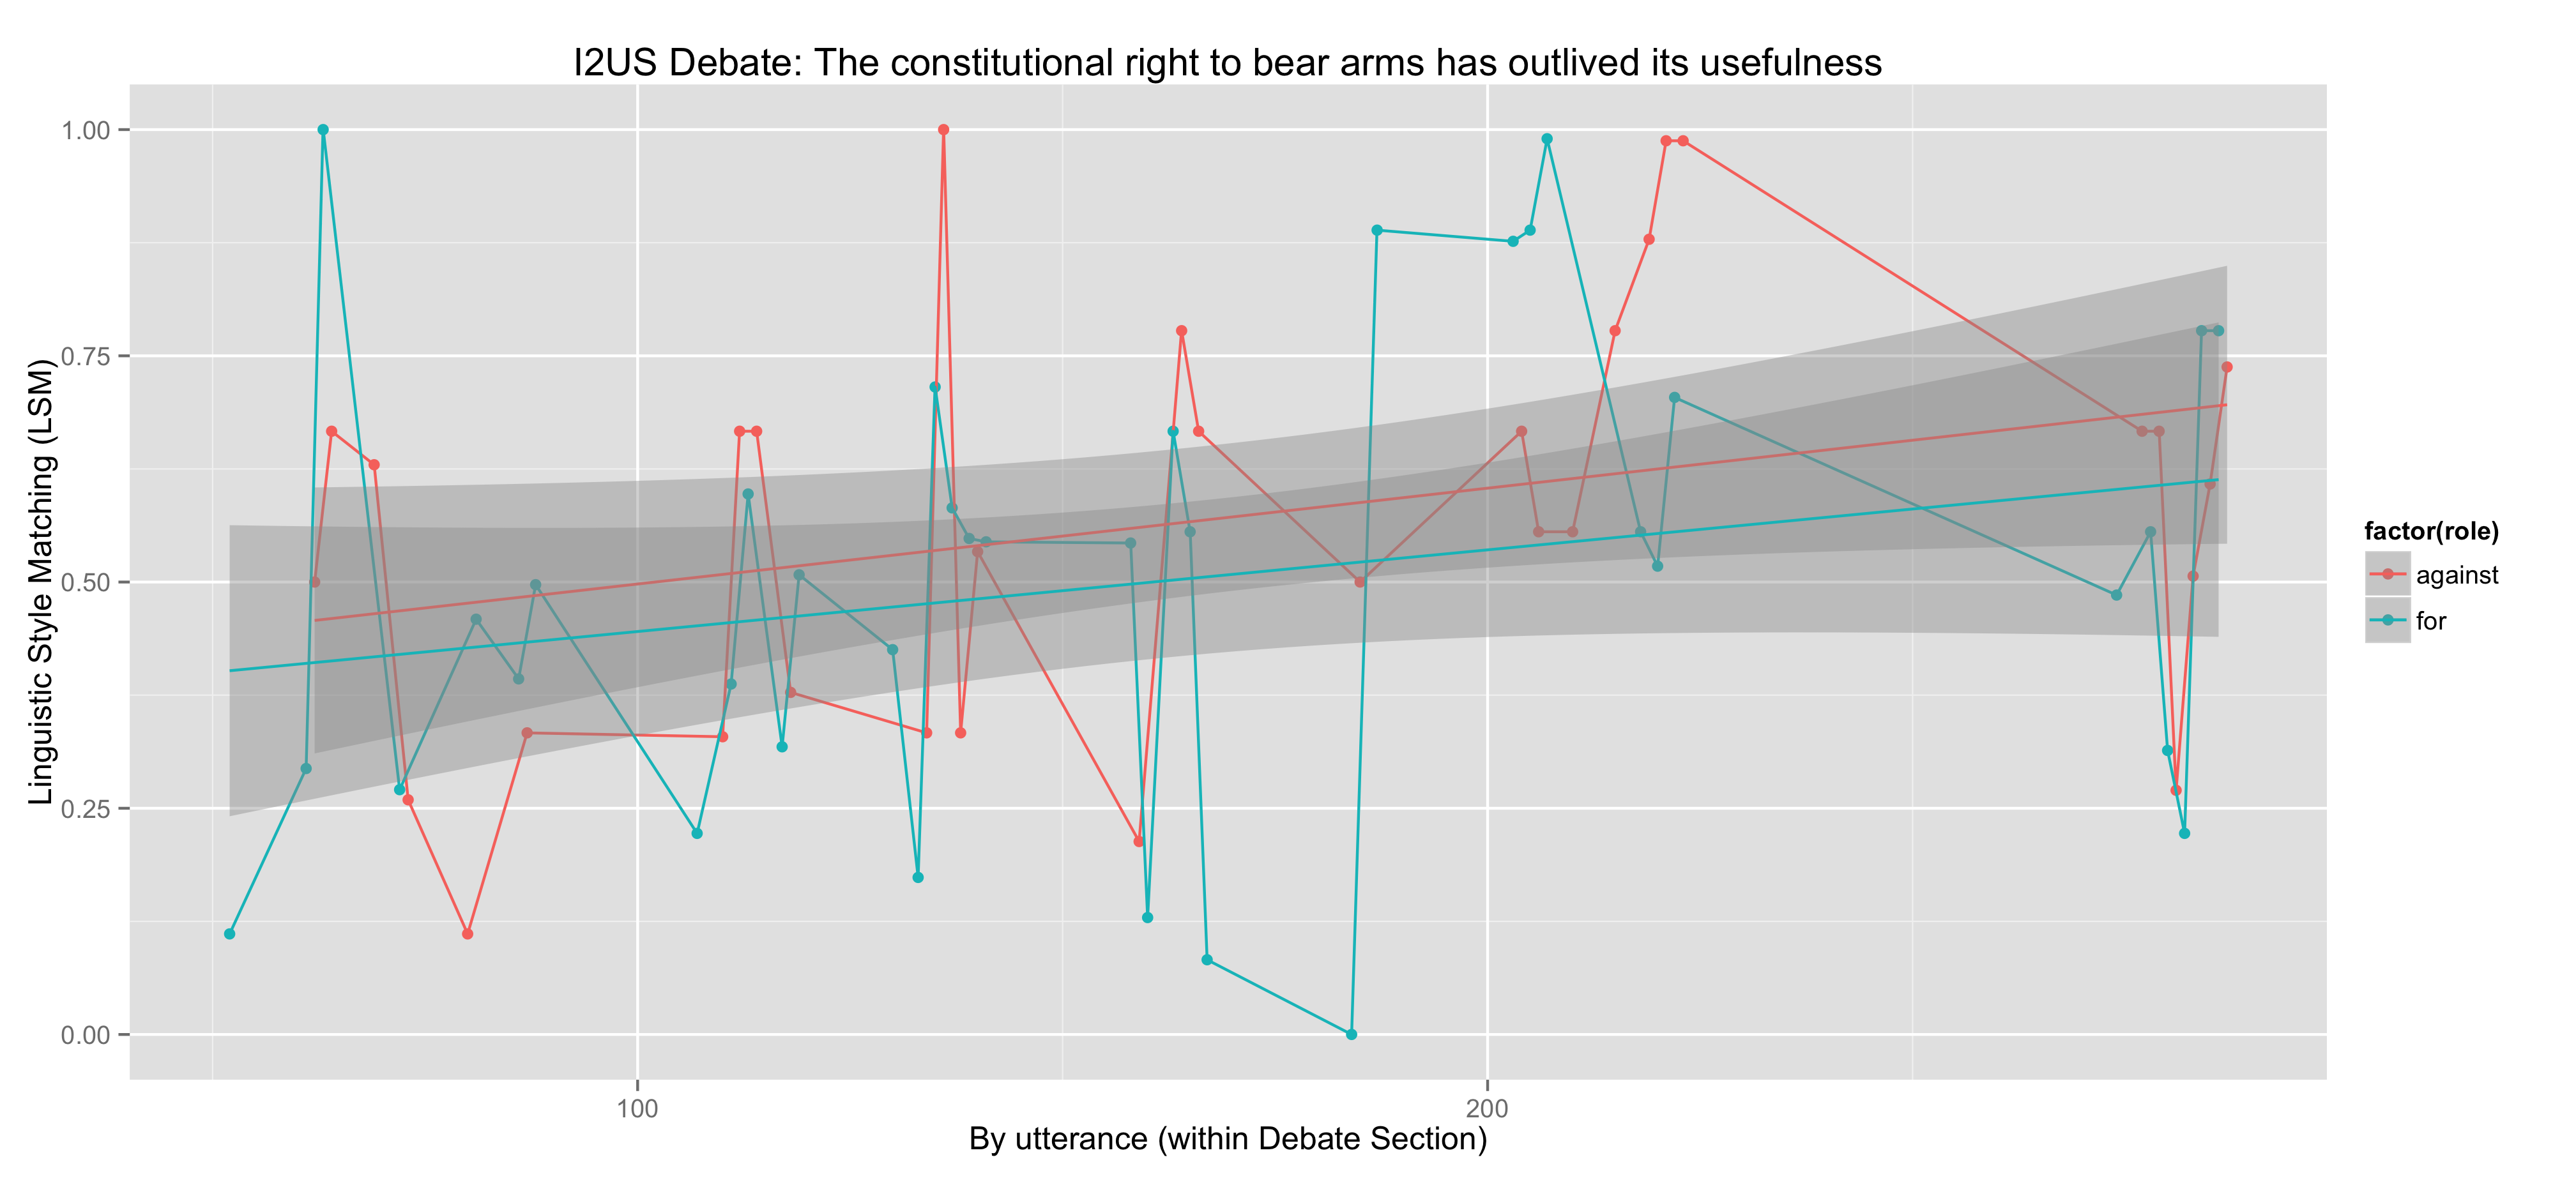 I2US Debate: The constitutional right to bear arms has outlived its usefulness
Linguistic Style Matching (LSM)
1.00
0.75
0.50
0.25
0.00
100
200
By utterance (within Debate Section)
factor(role)
against
for